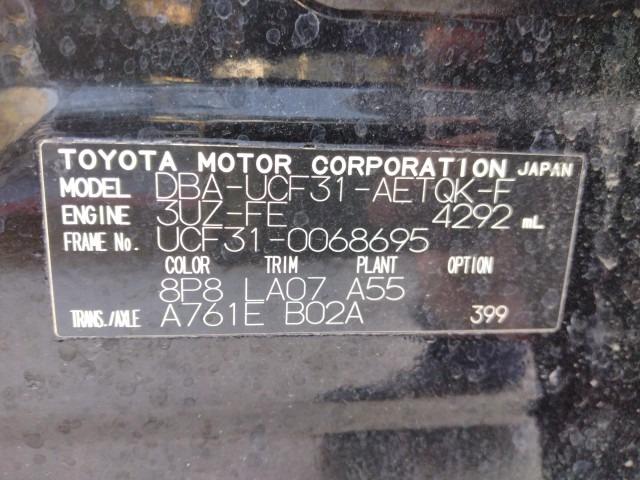 TOYOTA MOTOR CORPORATION JAPAN
MODEL DBA-UCF31-AETQK-F
ENGINE 3UZ-FE 4292 mL
FRAME No. UCF31-0068695
COLOR TRIM PLANT OPTION
8P8 LA07 A55
TRANS./AXLE A761E B02A 399